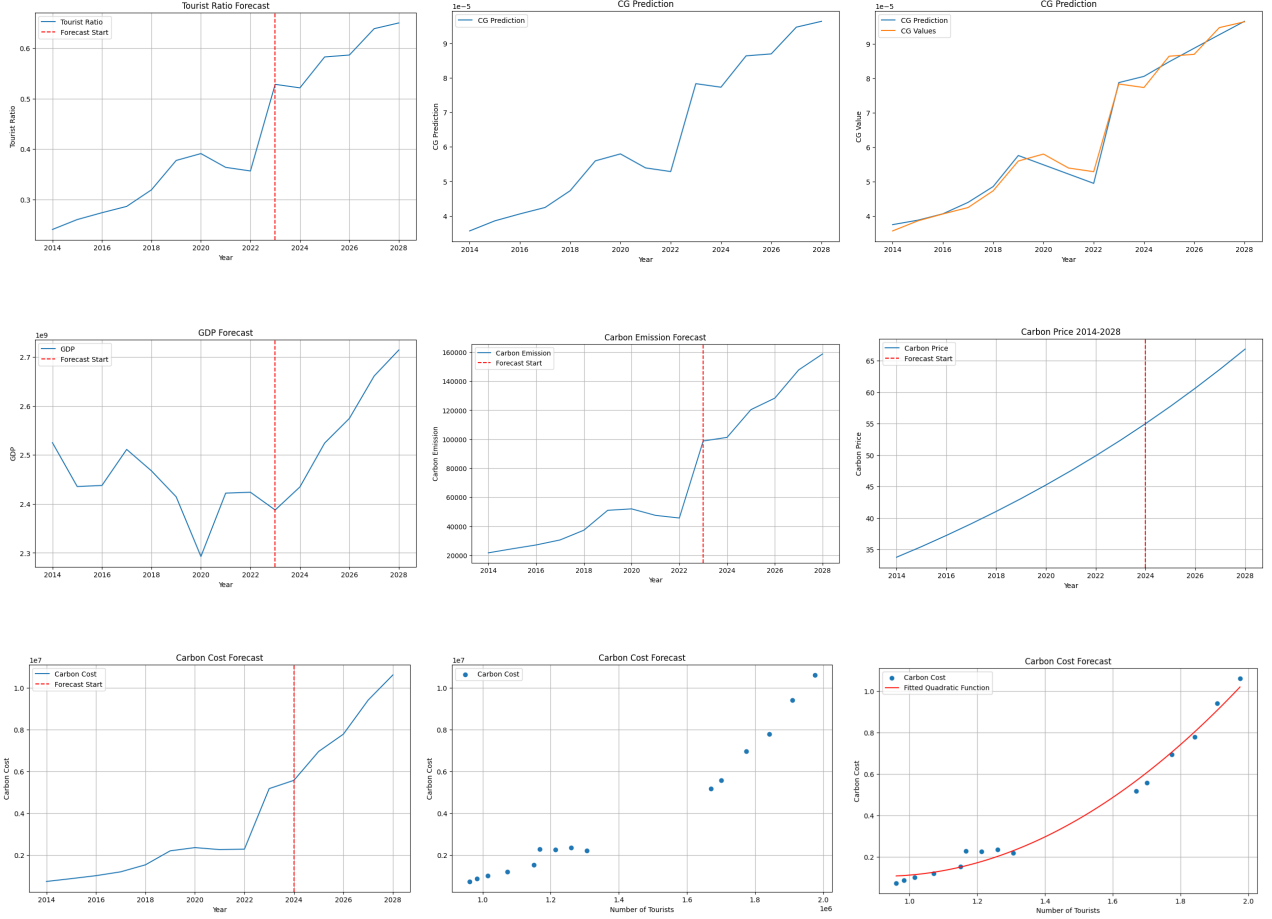 Tourist Ratio Forecast
Tourist Ratio
Forecast Start
0.6
0.5
0.4
0.3
Tourist Ratio
2014 2016 2018 2020 2022 2024 2026 2028
Year
CG Prediction
1e−5
CG Prediction
9
8
7
6
5
4
CG Prediction
2014 2016 2018 2020 2022 2024 2026 2028
Year
CG Prediction
1e−5
CG Prediction
CG Values
9
8
7
6
5
4
CG Value
2014 2016 2018 2020 2022 2024 2026 2028
Year
GDP Forecast
1e9
GDP
Forecast Start
2.7
2.6
2.5
2.4
2.3
GDP
2014 2016 2018 2020 2022 2024 2026 2028
Year
Carbon Emission Forecast
Carbon Emission
Forecast Start
160000
140000
120000
100000
80000
60000
40000
20000
Carbon Emission
2014 2016 2018 2020 2022 2024 2026 2028
Year
Carbon Price 2014-2028
Carbon Price
Forecast Start
65
60
55
50
45
40
35
Carbon Price
2014 2016 2018 2020 2022 2024 2026 2028
Year
Carbon Cost Forecast
1e7
Carbon Cost
Forecast Start
1.0
0.8
0.6
0.4
0.2
Carbon Cost
2014 2016 2018 2020 2022 2024 2026 2028
Year
Carbon Cost Forecast
1e7
Carbon Cost
1.0
0.8
0.6
0.4
0.2
Carbon Cost
1.0 1.2 1.4 1.6 1.8 2.0
1e6
Number of Tourists
Carbon Cost Forecast
Carbon Cost
Fitted Quadratic Function
1.0
0.8
0.6
0.4
0.2
Carbon Cost
1.0 1.2 1.4 1.6 1.8 2.0
Number of Tourists